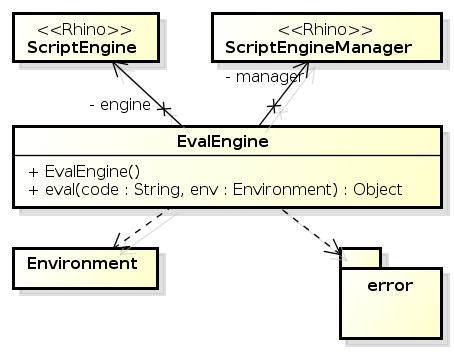 <<Rhino>>
ScriptEngine
<<Rhino>>
ScriptEngineManager
- manager
- engine
EvalEngine
+ EvalEngine()
+ eval(code : String, env : Environment) : Object
Environment
error